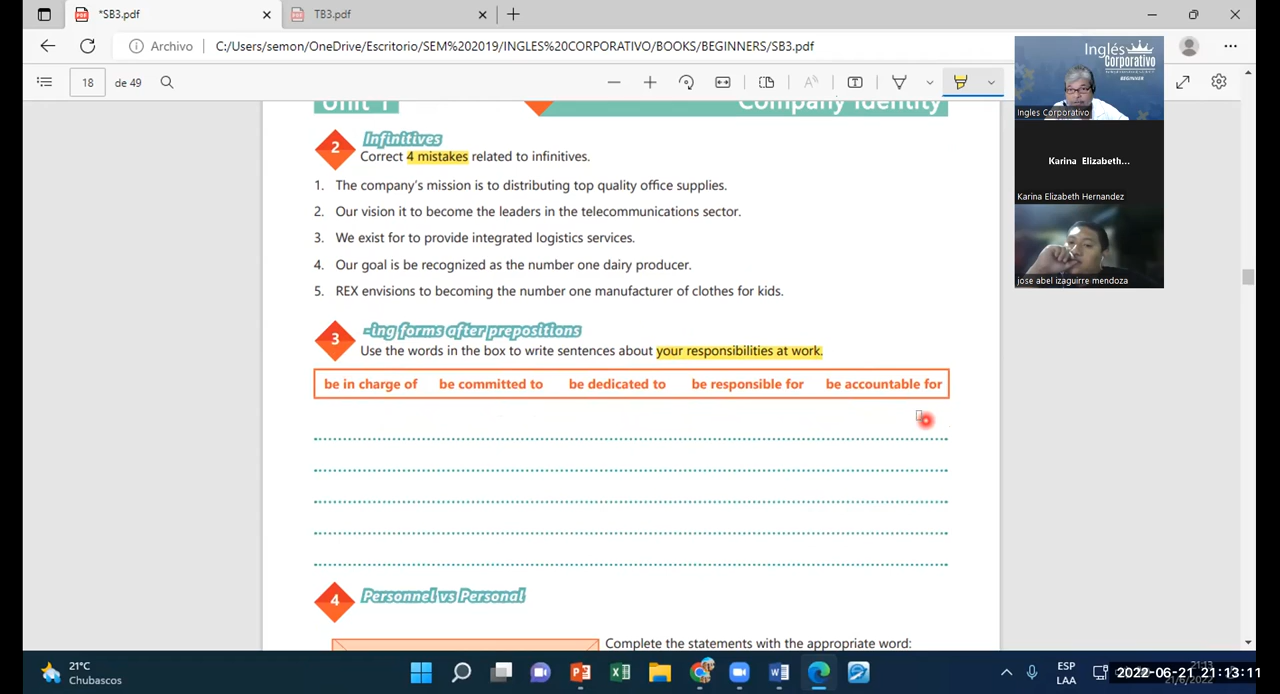 *SB3.pdf
TB3.pdf
Archivo
C:/Users/semon/OneDrive/Escritorio/SEM%202019/INGLES%20CORPORATIVO/BOOKS/BEGINNERS/SB3.pdf
18
de 49
Unit 1
Company Identity
2
Infinitives
Correct 4 mistakes related to infinitives.
1. The company's mission is to distributing top quality office supplies.
2. Our vision it to become the leaders in the telecommunications sector.
3. We exist for to provide integrated logistics services.
4. Our goal is be recognized as the number one dairy producer.
5. REX envisions to becoming the number one manufacturer of clothes for kids.
3
-ing forms after prepositions
Use the words in the box to write sentences about your responsibilities at work.
be in charge of be committed to be dedicated to be responsible for be accountable for
4
Personnel vs Personal
Complete the statements with the appropriate word:
Inglés
Corporativo
BEGINNER
Ingles Corporativo
Karina Elizabeth...
Karina Elizabeth Hernandez
jose abel izaguirre mendoza
21°C
Chubascos
ESP
LAA
21:13
21/6/2022
2022-06-21 21:13:11